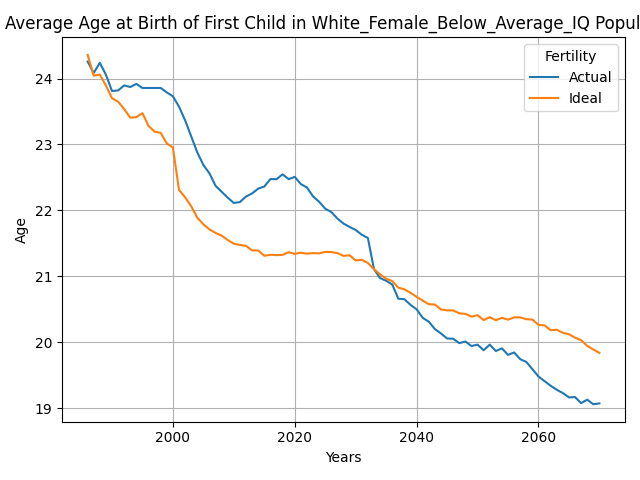 Average Age at Birth of First Child in White_Female_Below_Average_IQ Popul
Fertility
Actual
Ideal
24
23
22
21
20
19
Age
2000
2020
2040
2060
Years